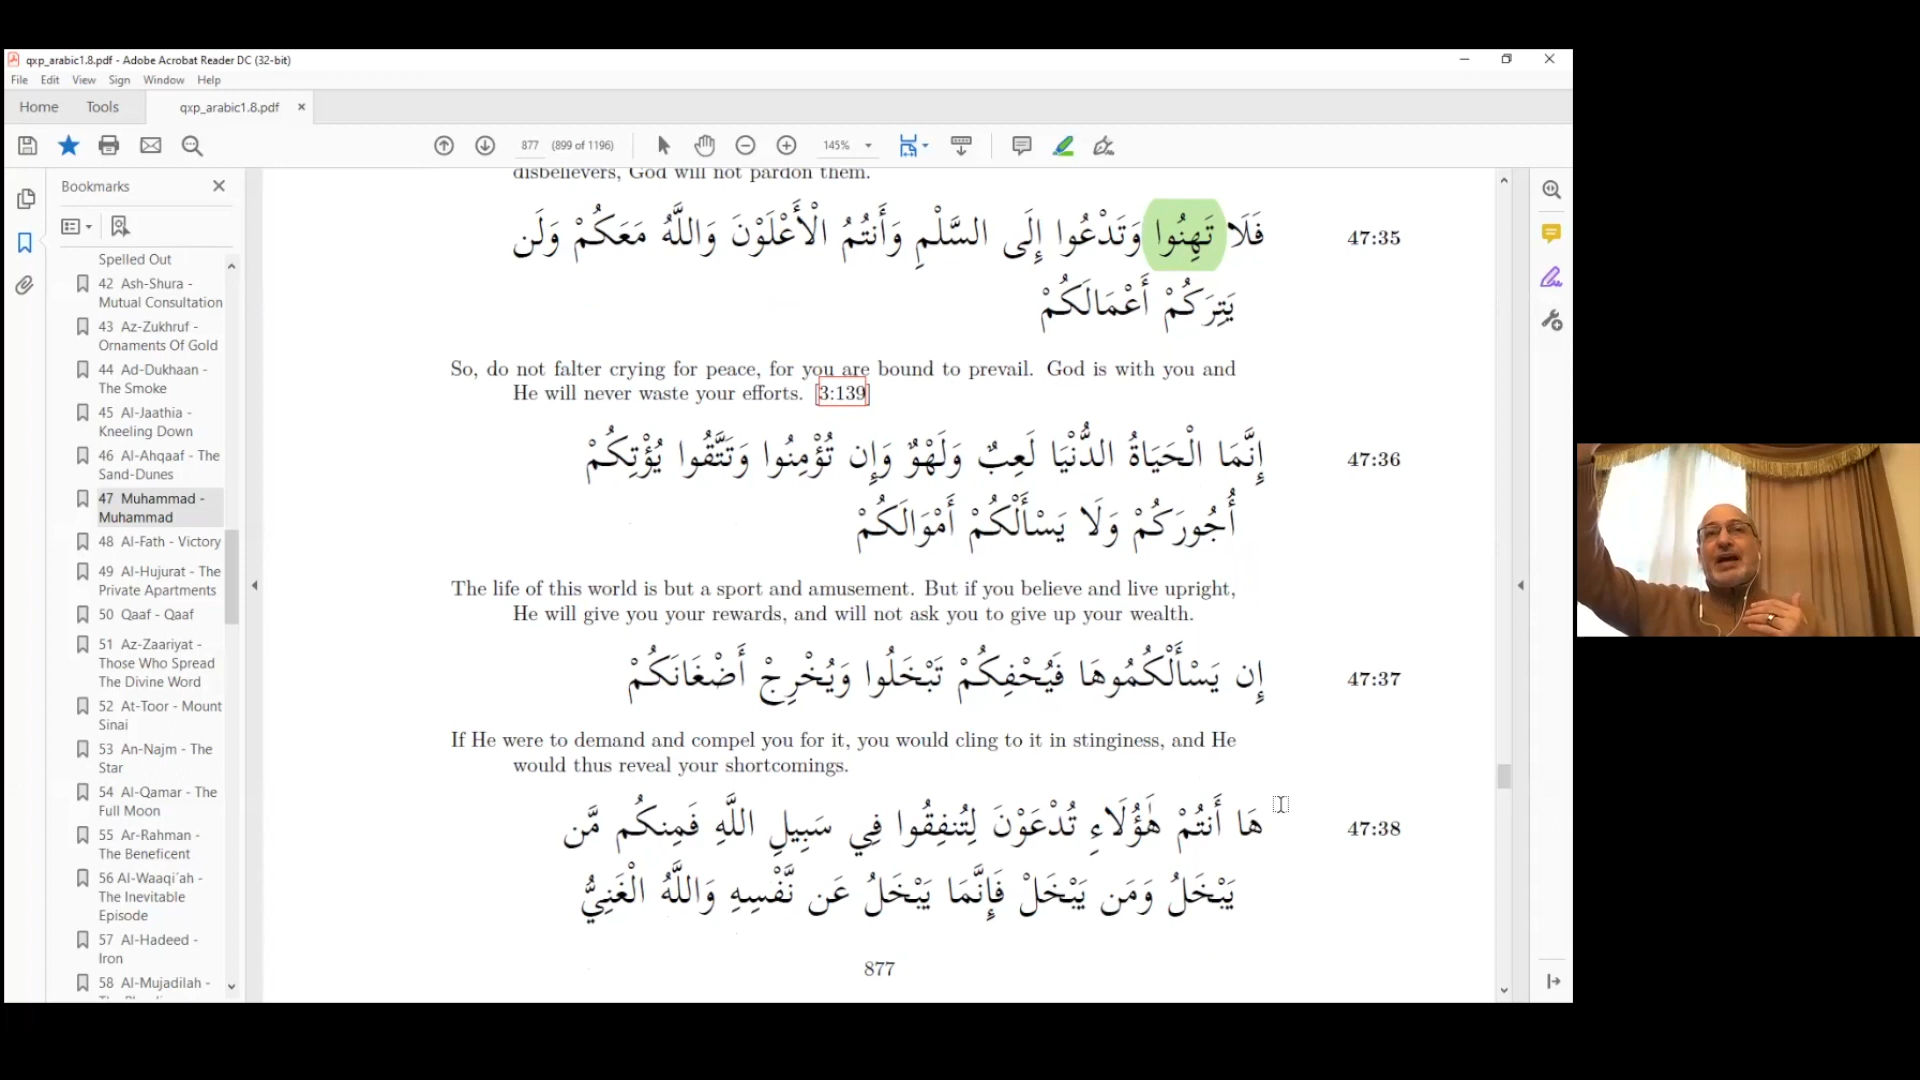 qxp_arabic1.8.pdf - Adobe Acrobat Reader DC (32-bit)
File Edit View Sign Window Help
Home Tools qxp_arabic1.8.pdf ×
877 (899 of 1196) 145%
Bookmarks
Spelled Out
42 Ash-Shura -
Mutual Consultation
43 Az-Zukhruf -
Ornaments Of Gold
44 Ad-Dukhaan -
The Smoke
45 Al-Jaathia -
Kneeling Down
46 Al-Ahqaaf - The
Sand-Dunes
47 Muhammad -
Muhammad
48 Al-Fath - Victory
49 Al-Hujurat - The
Private Apartments
50 Qaaf - Qaaf
51 Az-Zaariyat -
Those Who Spread
The Divine Word
52 At-Toor - Mount
Sinai
53 An-Najm - The
Star
54 Al-Qamar - The
Full Moon
55 Ar-Rahman -
The Beneficent
56 Al-Waaqi´ah -
The Inevitable
Episode
57 Al-Hadeed -
Iron
58 Al-Mujadilah -
disbelievers, God will not pardon them.
47:35 فَلَا تَهِنُوا وَتَدْعُوا إِلَى السَّلْمِ وَأَنتُمُ الْأَعْلَوْنَ وَاللَّهُ مَعَكُمْ وَلَن
يَتِرَكُمْ أَعْمَالَكُمْ
So, do not falter crying for peace, for you are bound to prevail. God is with you and
He will never waste your efforts. [3:139]
47:36 إِنَّمَا الْحَيَاةُ الدُّنْيَا لَعِبٌ وَلَهْوٌ وَإِن تُؤْمِنُوا وَتَتَّقُوا يُؤْتِكُمْ
أُجُورَكُمْ وَلَا يَسْأَلْكُمْ أَمْوَالَكُمْ
The life of this world is but a sport and amusement. But if you believe and live upright,
He will give you your rewards, and will not ask you to give up your wealth.
47:37 إِن يَسْأَلْكُمُوهَا فَيُحْفِكُمْ تَبْخَلُوا وَيُخْرِجْ أَضْغَانَكُمْ
If He were to demand and compel you for it, you would cling to it in stinginess, and He
would thus reveal your shortcomings.
47:38 هَا أَنتُمْ هَٰؤُلَاءِ تُدْعَوْنَ لِتُنفِقُوا فِي سَبِيلِ اللَّهِ فَمِنكُم مَّن
يَبْخَلُ وَمَن يَبْخَلْ فَإِنَّمَا يَبْخَلُ عَن نَّفْسِهِ وَاللَّهُ الْغَنِيُّ
877